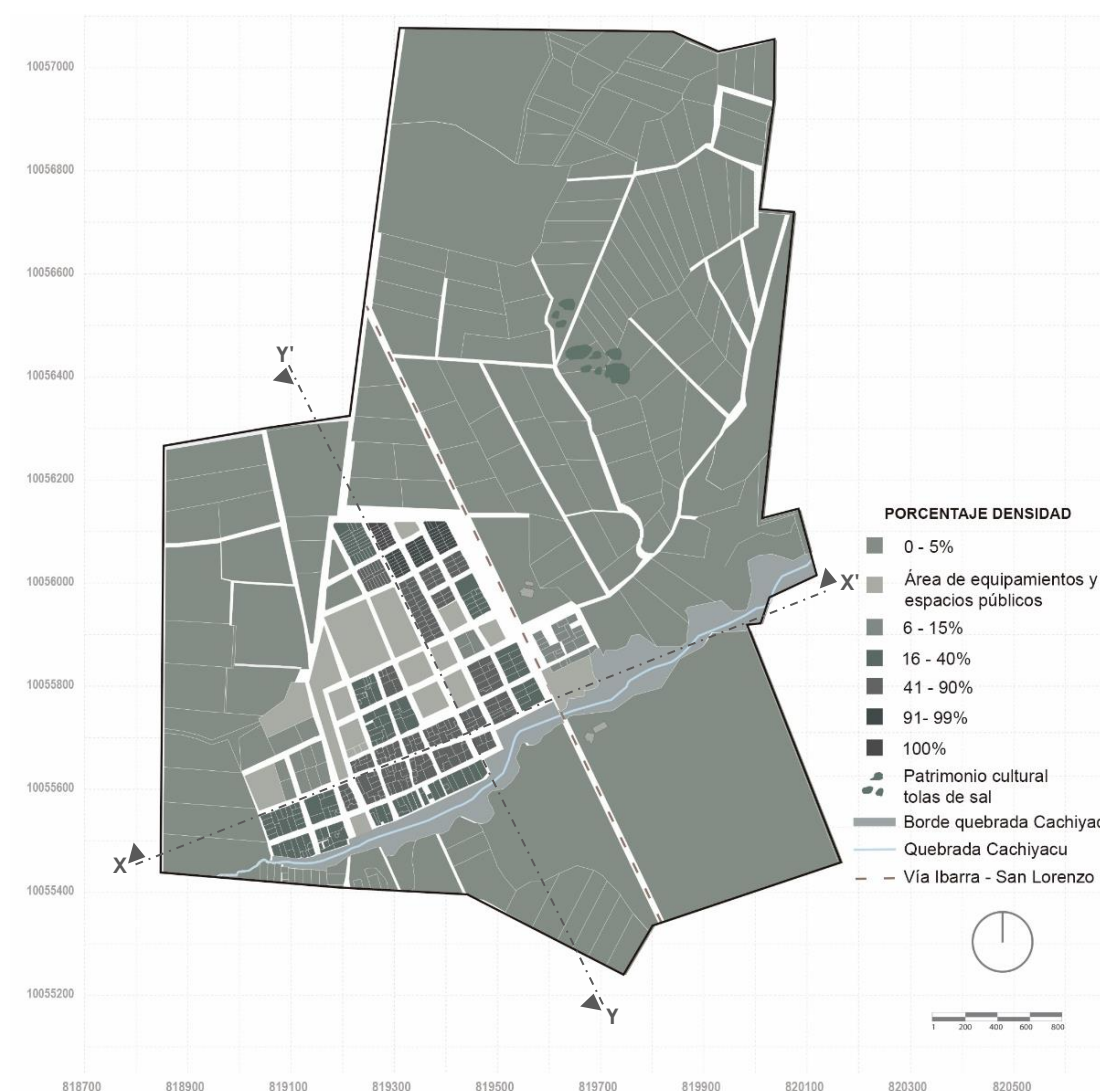 10057000
10056800
10056600
10056400
10056200
10056000
10055800
10055600
10055400
10055200
Y'
X'
X
Y
PORCENTAJE DENSIDAD
0 - 5%
Área de equipamientos y
espacios públicos
6 - 15%
16 - 40%
41 - 90%
91- 99%
100%
Patrimonio cultural
tolas de sal
Borde quebrada Cachiyac
Quebrada Cachiyacu
Vía Ibarra - San Lorenzo
1 200 400 600 800
818700 818900 819100 819300 819500 819700 819900 820100 820300 820500